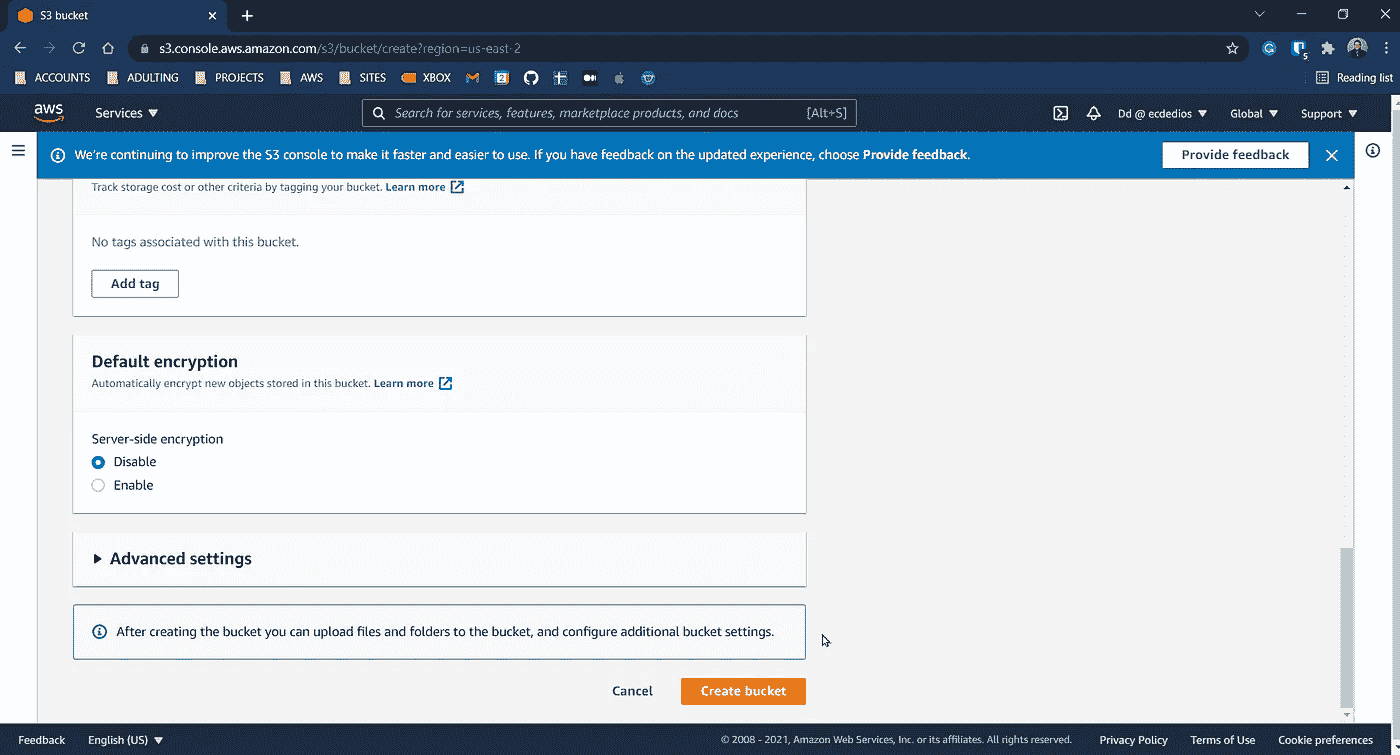 S3 bucket
s3.console.aws.amazon.com/s3/bucket/create?region=us-east-2
ACCOUNTS ADULTING PROJECTS AWS SITES XBOX Reading list
aws Services Search for services, features, marketplace products, and docs [Alt+S] Dd @ ecdedios Global Support
We're continuing to improve the S3 console to make it faster and easier to use. If you have feedback on the updated experience, choose Provide feedback. Provide feedback
Track storage cost or other criteria by tagging your bucket. Learn more
No tags associated with this bucket.
Add tag
Default encryption
Automatically encrypt new objects stored in this bucket. Learn more
Server-side encryption
Disable
Enable
Advanced settings
After creating the bucket you can upload files and folders to the bucket, and configure additional bucket settings.
Cancel Create bucket
Feedback English (US) © 2008 - 2021, Amazon Web Services, Inc. or its affiliates. All rights reserved. Privacy Policy Terms of Use Cookie preferences